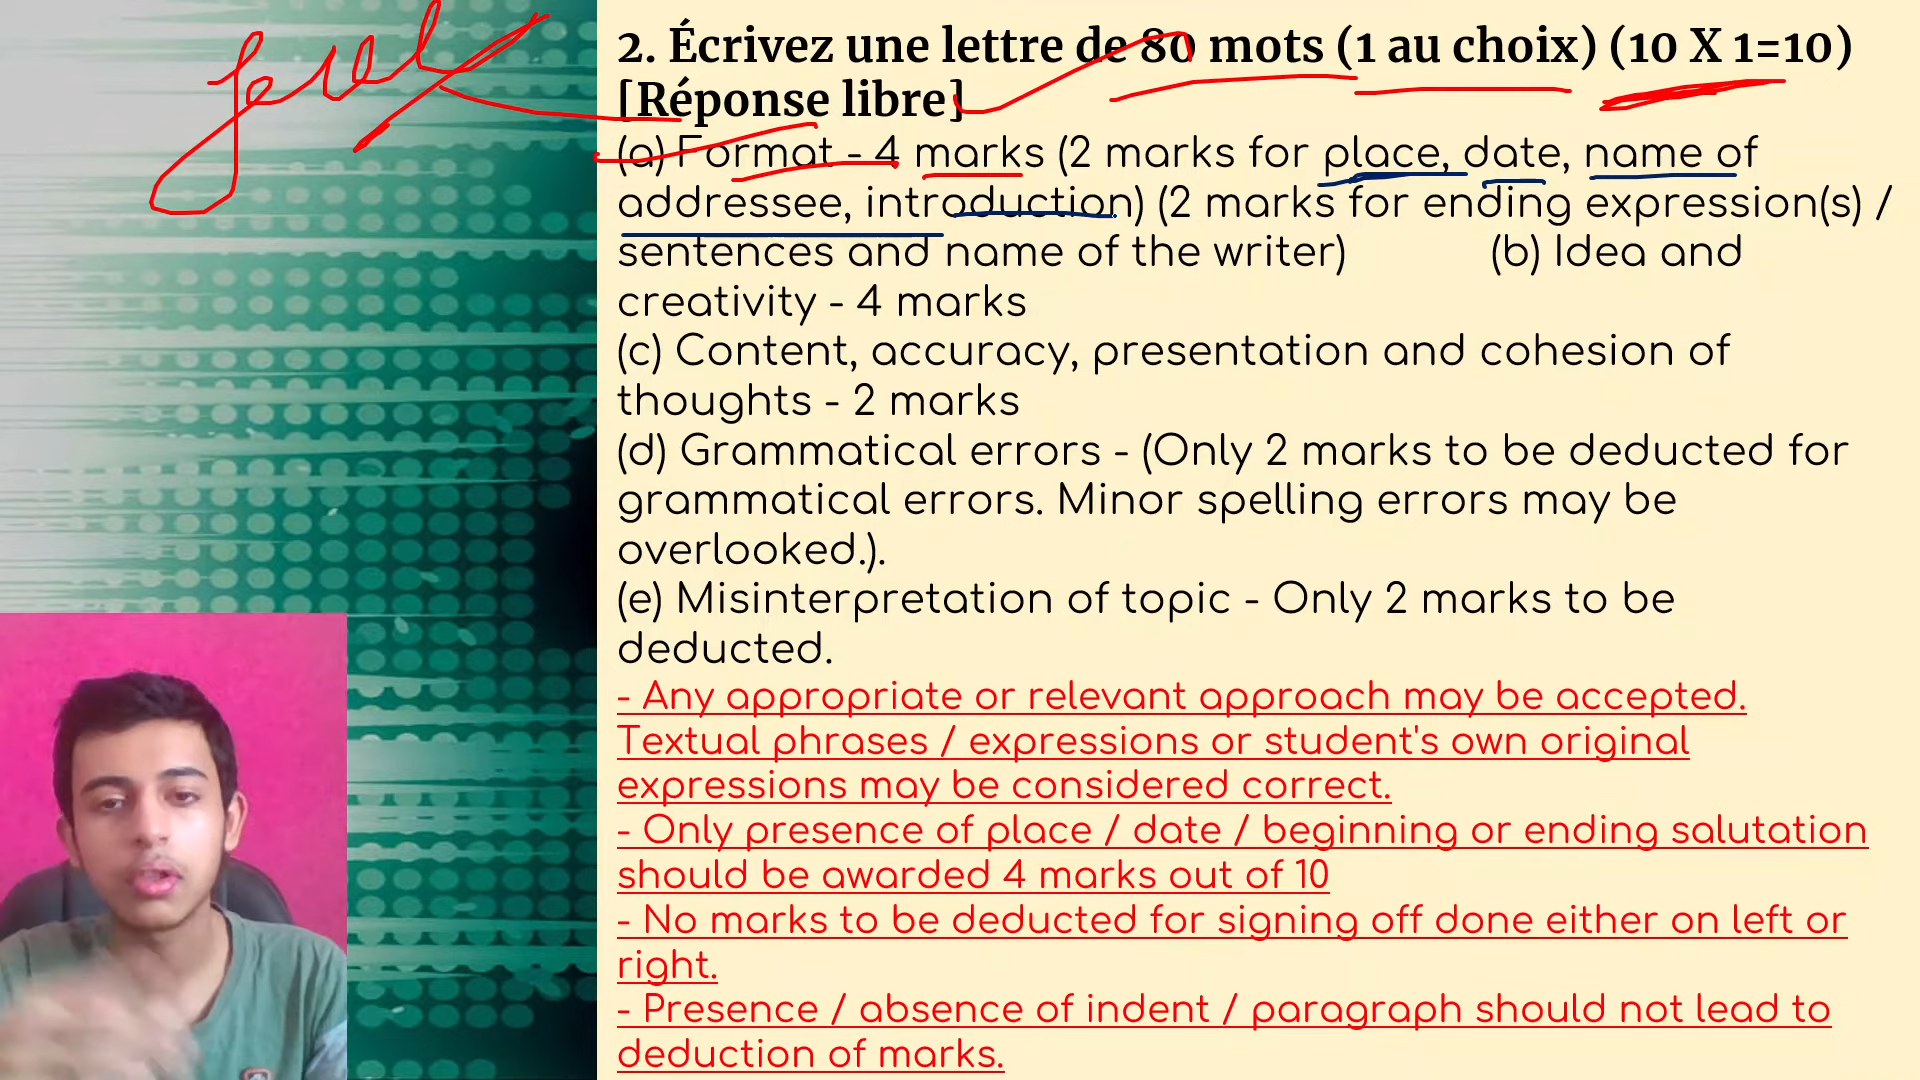 2. Écrivez une lettre de 80 mots (1 au choix) (10 X 1=10)
[Réponse libre]
(a) Format - 4 marks (2 marks for place, date, name of
addressee, introduction) (2 marks for ending expression(s) /
sentences and name of the writer) (b) Idea and
creativity - 4 marks
(c) Content, accuracy, presentation and cohesion of
thoughts - 2 marks
(d) Grammatical errors - (Only 2 marks to be deducted for
grammatical errors. Minor spelling errors may be
overlooked.).
(e) Misinterpretation of topic - Only 2 marks to be
deducted.
- Any appropriate or relevant approach may be accepted.
Textual phrases / expressions or student's own original
expressions may be considered correct.
- Only presence of place / date / beginning or ending salutation
should be awarded 4 marks out of 10
- No marks to be deducted for signing off done either on left or
right.
- Presence / absence of indent / paragraph should not lead to
deduction of marks.